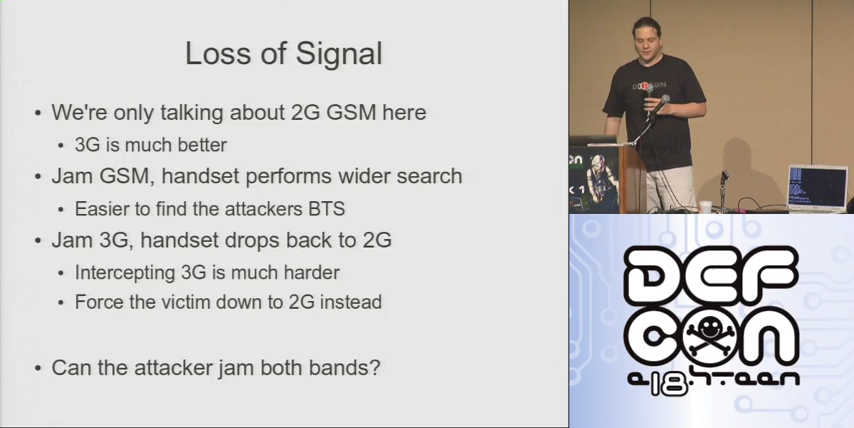 Loss of Signal
• We're only talking about 2G GSM here
• 3G is much better
• Jam GSM, handset performs wider search
• Easier to find the attackers BTS
• Jam 3G, handset drops back to 2G
• Intercepting 3G is much harder
• Force the victim down to 2G instead
• Can the attacker jam both bands?
DEF
CON
e18hteen